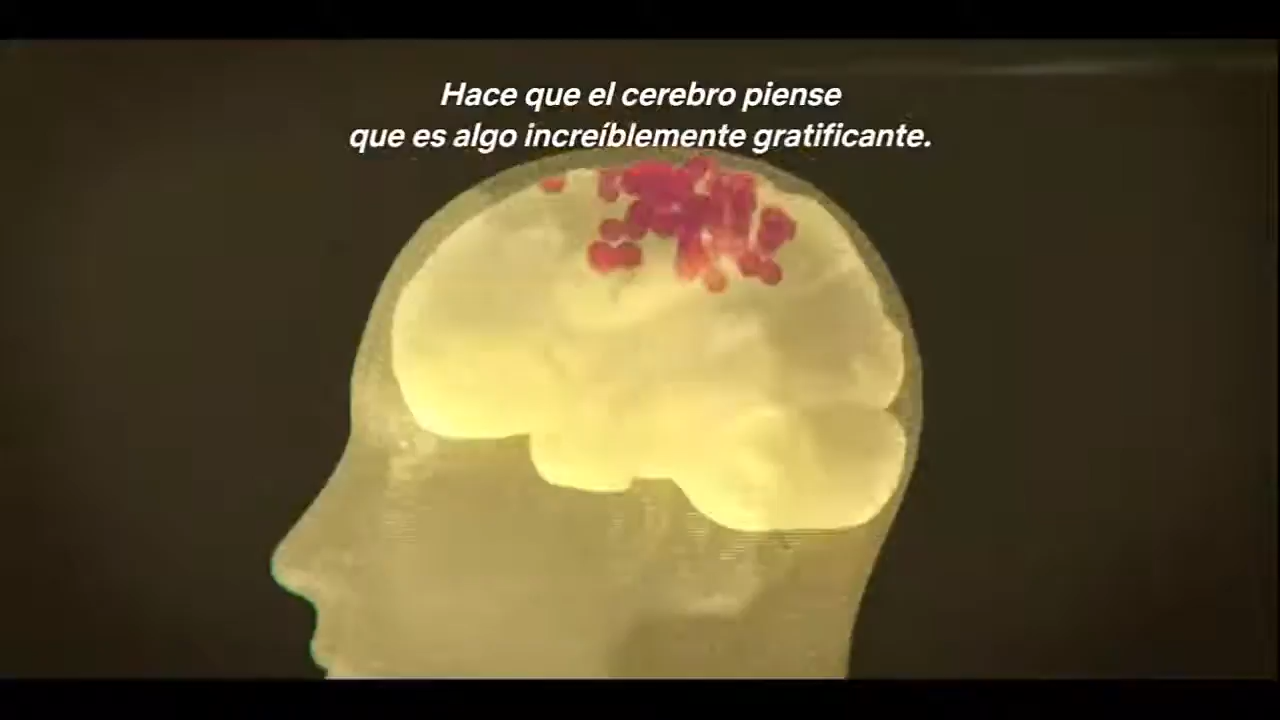 Hace que el cerebro piense
que es algo increíblemente gratificante.